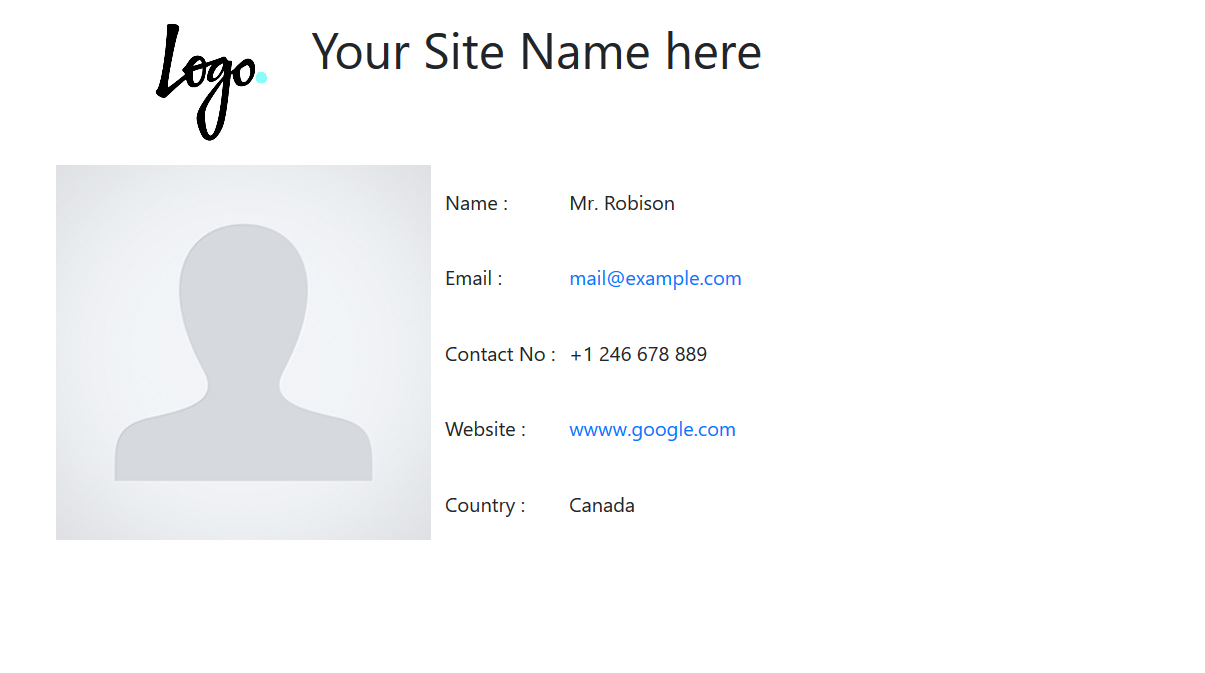 Logo.
Your Site Name here
Name : Mr. Robison
Email : mail@example.com
Contact No : +1 246 678 889
Website : wwww.google.com
Country : Canada